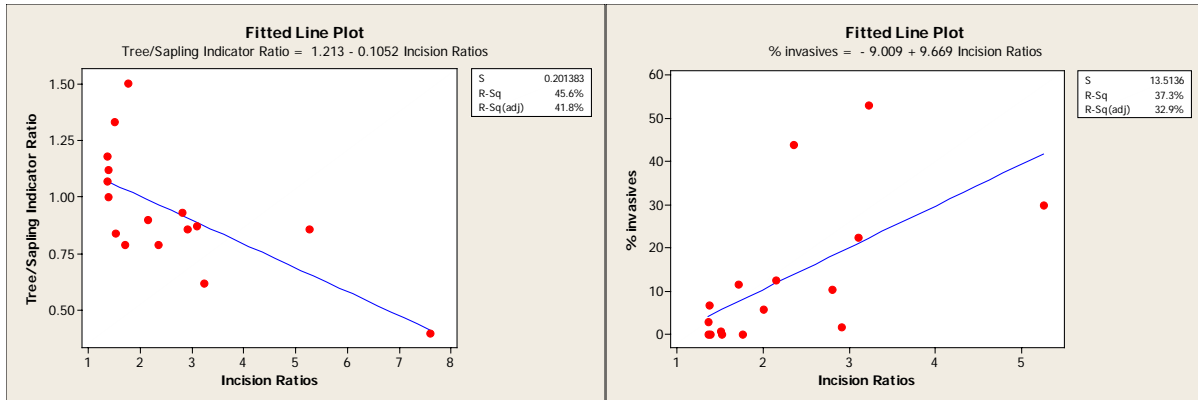 Fitted Line Plot
Tree/Sapling Indicator Ratio = 1.213 - 0.1052 Incision Ratios
S 0.201383
R-Sq 45.6%
R-Sq(adj) 41.8%
Tree/Sapling Indicator Ratio
1.50
1.25
1.00
0.75
0.50
1 2 3 4 5 6 7 8
Incision Ratios
Fitted Line Plot
% invasives = - 9.009 + 9.669 Incision Ratios
S 13.5136
R-Sq 37.3%
R-Sq(adj) 32.9%
% invasives
60
50
40
30
20
10
0
1 2 3 4 5
Incision Ratios